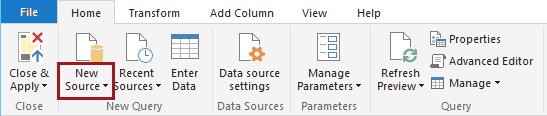 File Home Transform Add Column View Help
Close & Apply
New Source
Recent Sources
Enter Data
Data source settings
Manage Parameters
Refresh Preview
Properties
Advanced Editor
Manage
Close New Query Data Sources Parameters Query